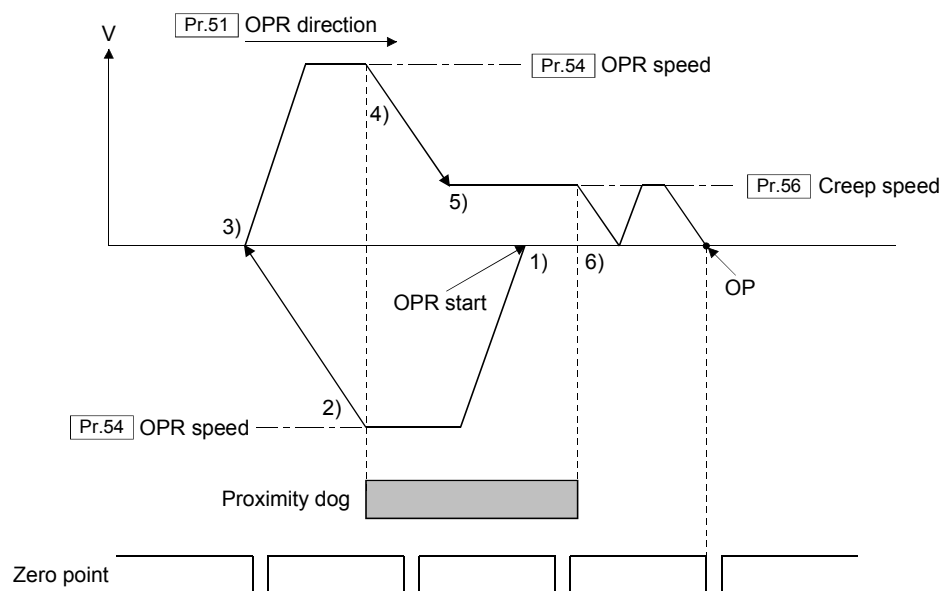 Pr.51 OPR direction
V
Pr.54 OPR speed
4)
Pr.56 Creep speed
5)
3)
1)
6)
OPR start
OP
2)
Pr.54 OPR speed
Proximity dog
Zero point